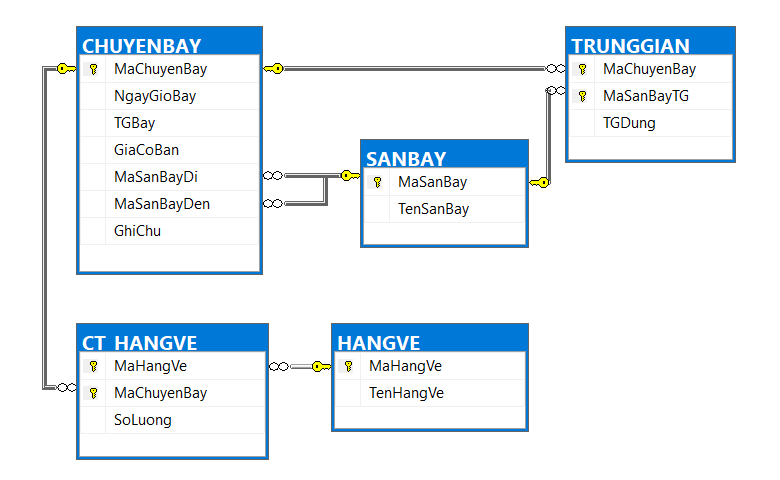 CHUYENBAY
MaChuyenBay
NgayGioBay
TGBay
GiaCoBan
MaSanBayDi
MaSanBayDen
GhiChu
TRUNGGIAN
MaChuyenBay
MaSanBayTG
TGDung
SANBAY
MaSanBay
TenSanBay
CT_HANGVE
MaHangVe
MaChuyenBay
SoLuong
HANGVE
MaHangVe
TenHangVe